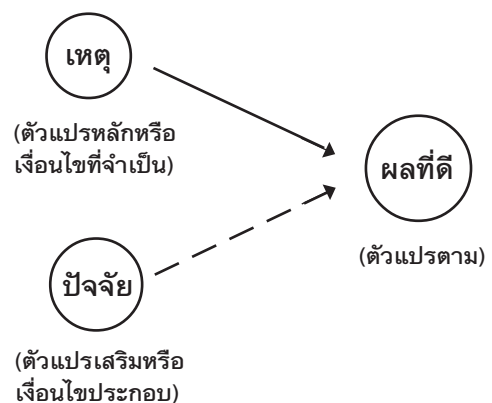 เหตุ
(ตัวแปรหลักหรือ
เงื่อนไขที่จำเป็น)
ผลที่ดี
(ตัวแปรตาม)
ปัจจัย
(ตัวแปรเสริมหรือ
เงื่อนไขประกอบ)